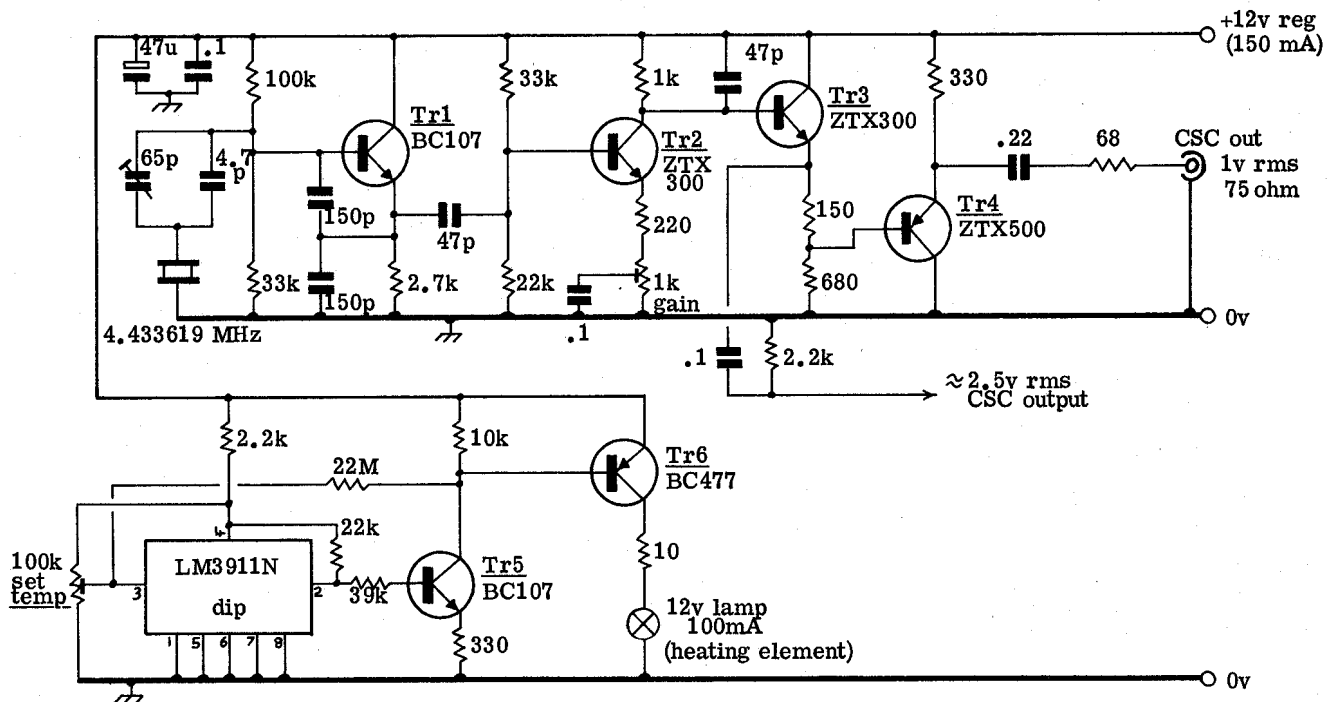 +12v reg
(150 mA)
47u
.1
100k
33k
1k
47p
330
Tr1
BC107
Tr2
ZTX
300
Tr3
ZTX300
.22
68
CSC out
1v rms
75 ohm
65p
4.7
p
150p
47p
220
150
Tr4
ZTX500
33k
150p
2.7k
22k
1k
gain
680
4.433619 MHz
.1
0v
.1
2.2k
≈2.5v rms
CSC output
2.2k
10k
Tr6
BC477
22M
4
22k
100k
set
temp
3
LM3911N
dip
2
39k
Tr5
BC107
10
12v lamp
100mA
(heating element)
1
5
6
7
8
330
0v